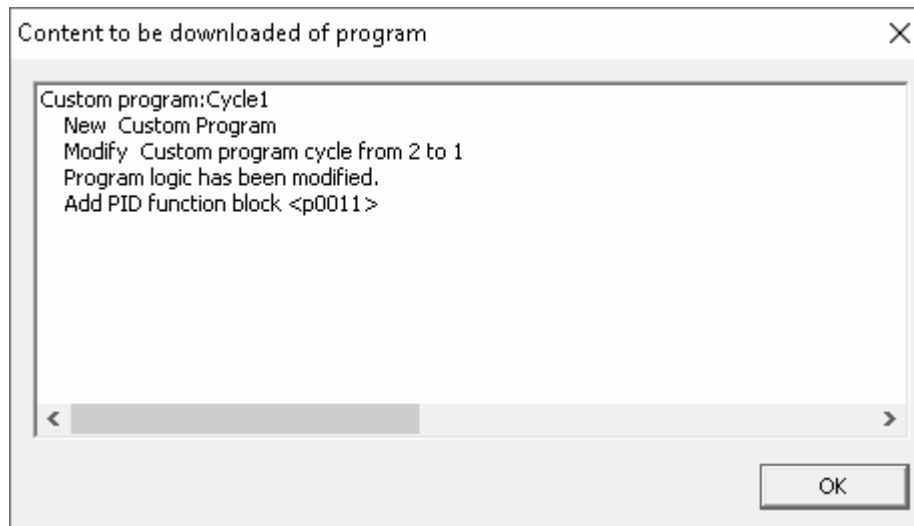 Content to be downloaded of program
Custom program:Cycle1
New  Custom Program
Modify  Custom program cycle from 2 to 1
Program logic has been modified.
Add PID function block <p0011>
OK